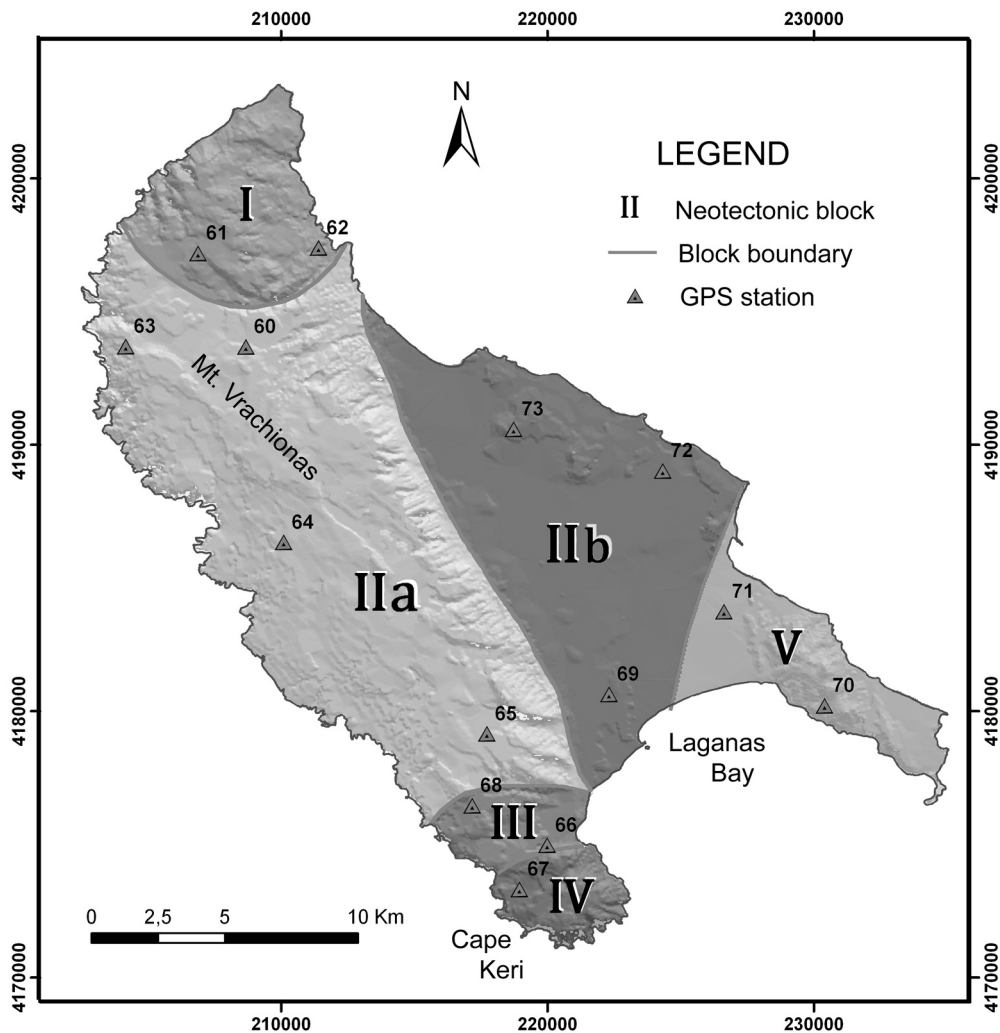 210000
220000
230000
N
4200000
4200000
LEGEND
II Neotectonic block
Block boundary
GPS station
I
61
62
63
60
Mt. Vrachionas
73
4190000
4190000
72
64
IIb
IIa
71
V
69
70
4180000
4180000
65
Laganas
Bay
68
III
66
67
IV
0 2,5 5 10 Km
Cape
Keri
4170000
4170000
210000
220000
230000